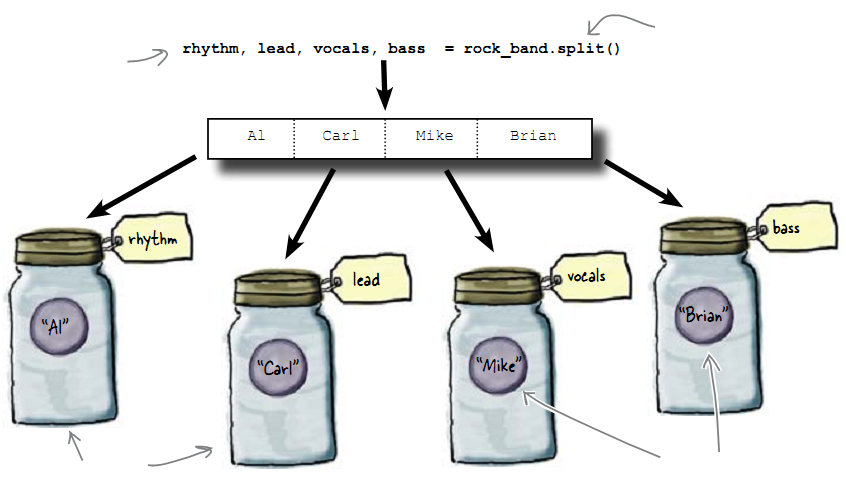 rhythm, lead, vocals, bass = rock_band.split()
Al Carl Mike Brian
rhythm
lead
vocals
bass
"Al"
"Carl"
"Mike"
"Brian"